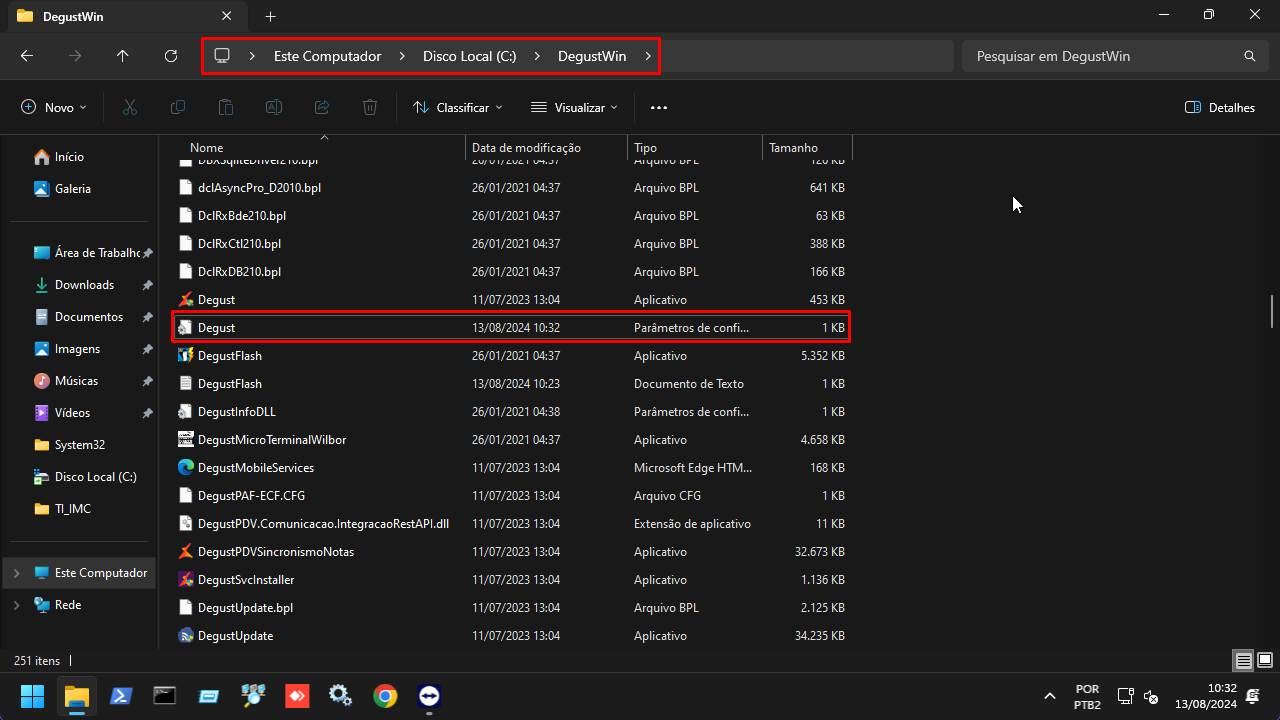 DegustWin
Este Computador
Disco Local (C:)
DegustWin
Pesquisar em DegustWin
Novo
Classificar
Visualizar
Detalhes
Nome
Data de modificação
Tipo
Tamanho
DBXSqliteDriver210.bpl 26/01/2021 04:37 Arquivo BPL 126 KB
dclAsyncPro_D2010.bpl 26/01/2021 04:37 Arquivo BPL 641 KB
DclRxBde210.bpl 26/01/2021 04:37 Arquivo BPL 63 KB
DclRxCtl210.bpl 26/01/2021 04:37 Arquivo BPL 388 KB
DclRxDB210.bpl 26/01/2021 04:37 Arquivo BPL 166 KB
Degust 11/07/2023 13:04 Aplicativo 453 KB
Degust 13/08/2024 10:32 Parâmetros de confi... 1 KB
DegustFlash 26/01/2021 04:37 Aplicativo 5.352 KB
DegustFlash 13/08/2024 10:23 Documento de Texto 1 KB
DegustInfoDLL 26/01/2021 04:38 Parâmetros de confi... 1 KB
DegustMicroTerminalWilbor 26/01/2021 04:37 Aplicativo 4.658 KB
DegustMobileServices 11/07/2023 13:04 Microsoft Edge HTM... 168 KB
DegustPAF-ECF.CFG 11/07/2023 13:04 Arquivo CFG 1 KB
DegustPDV.Comunicacao.IntegracaoRestAPI.dll 11/07/2023 13:04 Extensão de aplicativo 11 KB
DegustPDVSincronismoNotas 11/07/2023 13:04 Aplicativo 32.673 KB
DegustSvcInstaller 11/07/2023 13:04 Aplicativo 1.136 KB
DegustUpdate.bpl 11/07/2023 13:04 Arquivo BPL 2.125 KB
DegustUpdate 11/07/2023 13:04 Aplicativo 34.235 KB
Início
Galeria
Área de Trabalho
Downloads
Documentos
Imagens
Músicas
Vídeos
System32
Disco Local (C:)
TI_IMC
Este Computador
Rede
251 itens
POR
PTB2
10:32
13/08/2024